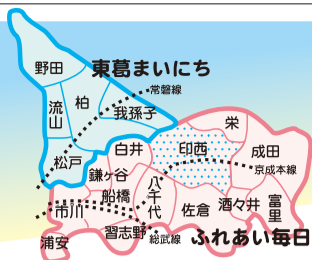 野田
東葛まいにち
常磐線
流山
柏
我孫子
松戸
白井
印西
栄
成田
京成本線
鎌ヶ谷
船橋
八千代
市川
佐倉
酒々井
富里
浦安
習志野
総武線
ふれあい毎日